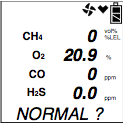 CH₄ 0 vol% %LEL
O₂ 20.9 %
CO 0 ppm
H₂S 0.0 ppm
NORMAL ?